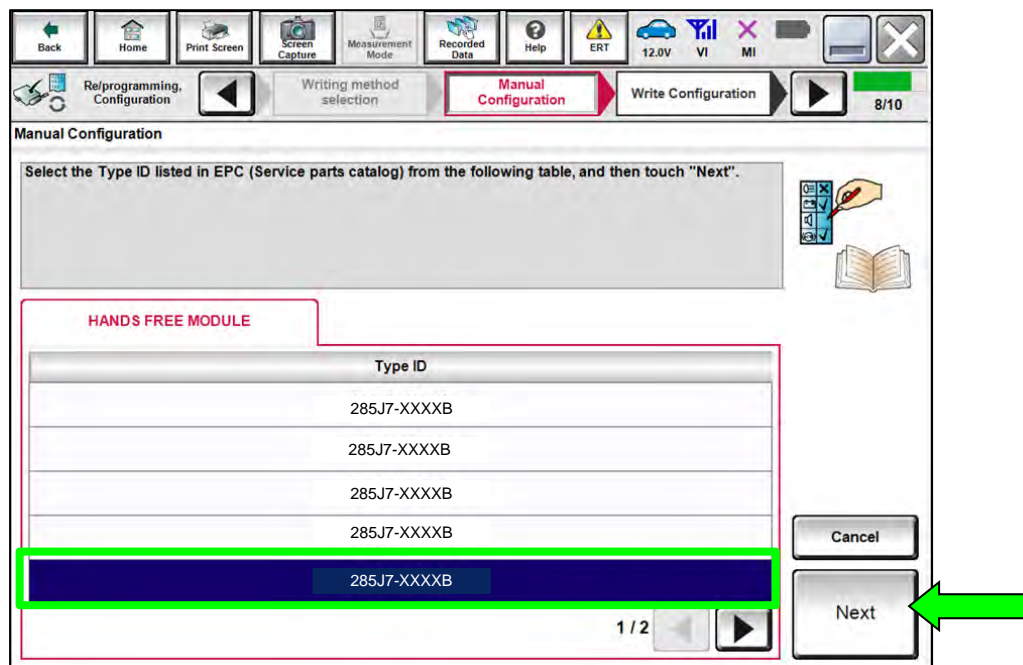 Back
Home
Print Screen
Screen
Capture
Measurement
Mode
Recorded
Data
Help
ERT
12.0V
VI
MI
Re/programming,
Configuration
Writing method
selection
Manual
Configuration
Write Configuration
8/10
Manual Configuration
Select the Type ID listed in EPC (Service parts catalog) from the following table, and then touch "Next".
HANDS FREE MODULE
Type ID
285J7-XXXXB
285J7-XXXXB
285J7-XXXXB
285J7-XXXXB
285J7-XXXXB
1 / 2
Cancel
Next